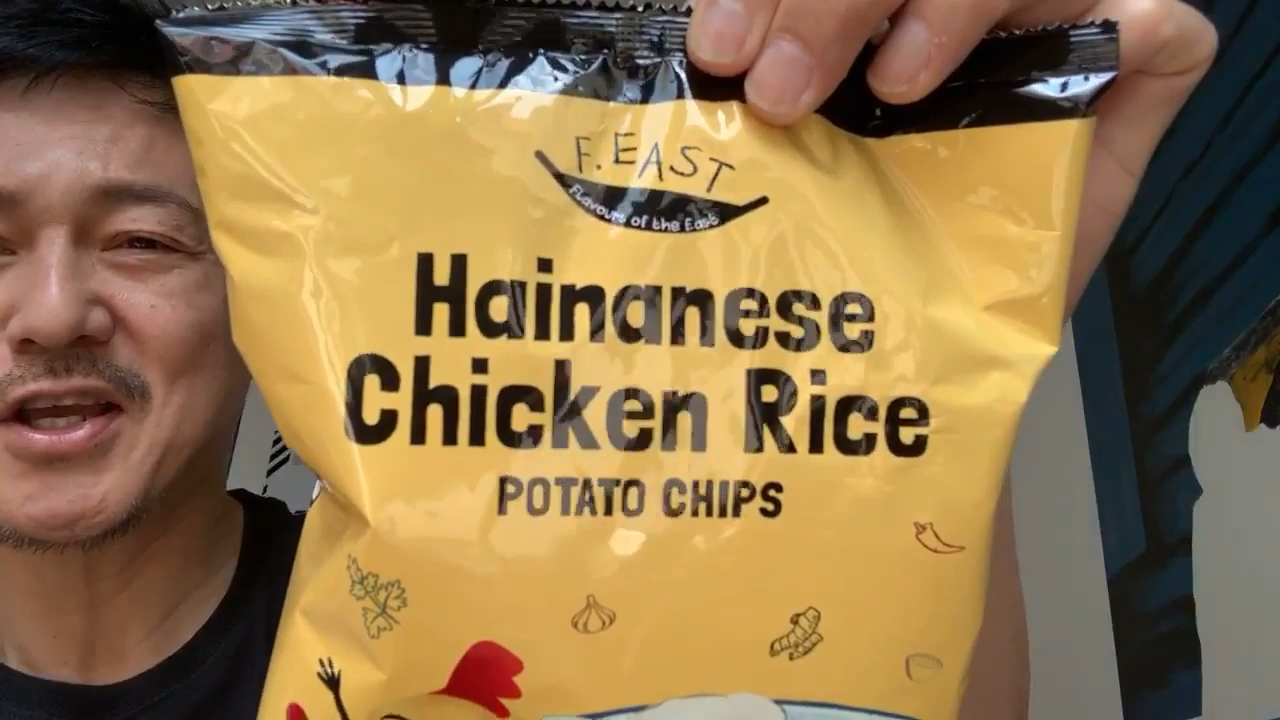 F.EAST
Flavours of the East
Hainanese
Chicken Rice
POTATO CHIPS